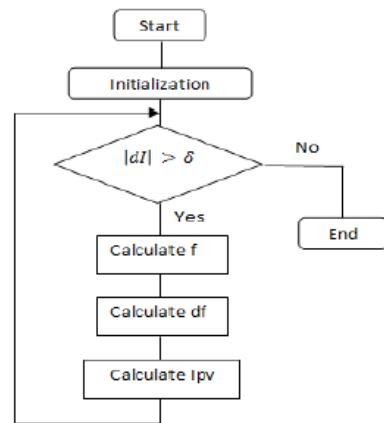 Start
Initialization
|dI| > δ
No
Yes
End
Calculate f
Calculate df
Calculate Ipv